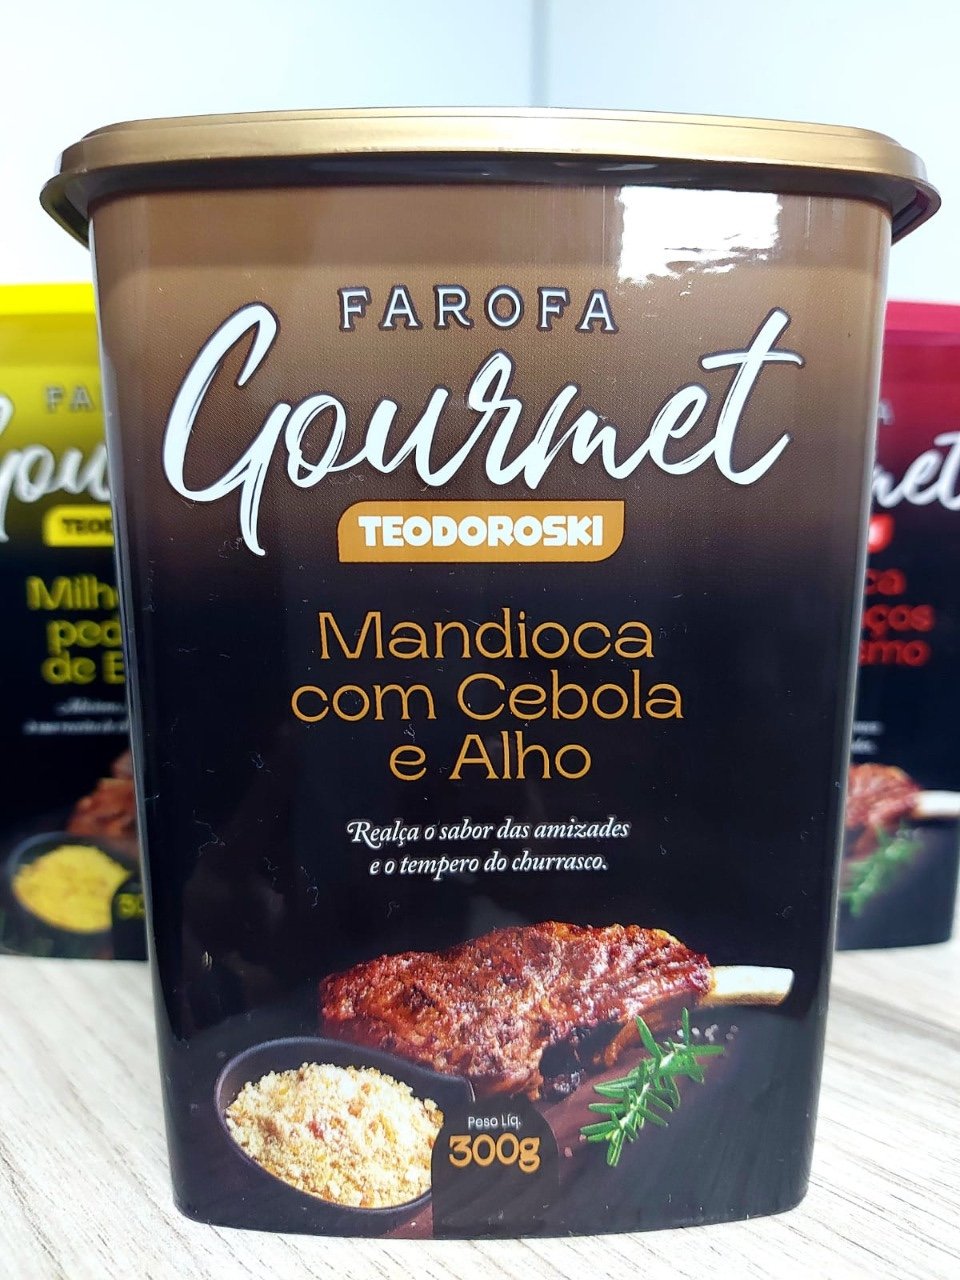 FAROFA
Gourmet
TEODOROSKI
Mandioca
com Cebola
e Alho
Realça o sabor das amizades
e o tempero do churrasco.
Peso Líq.
300g